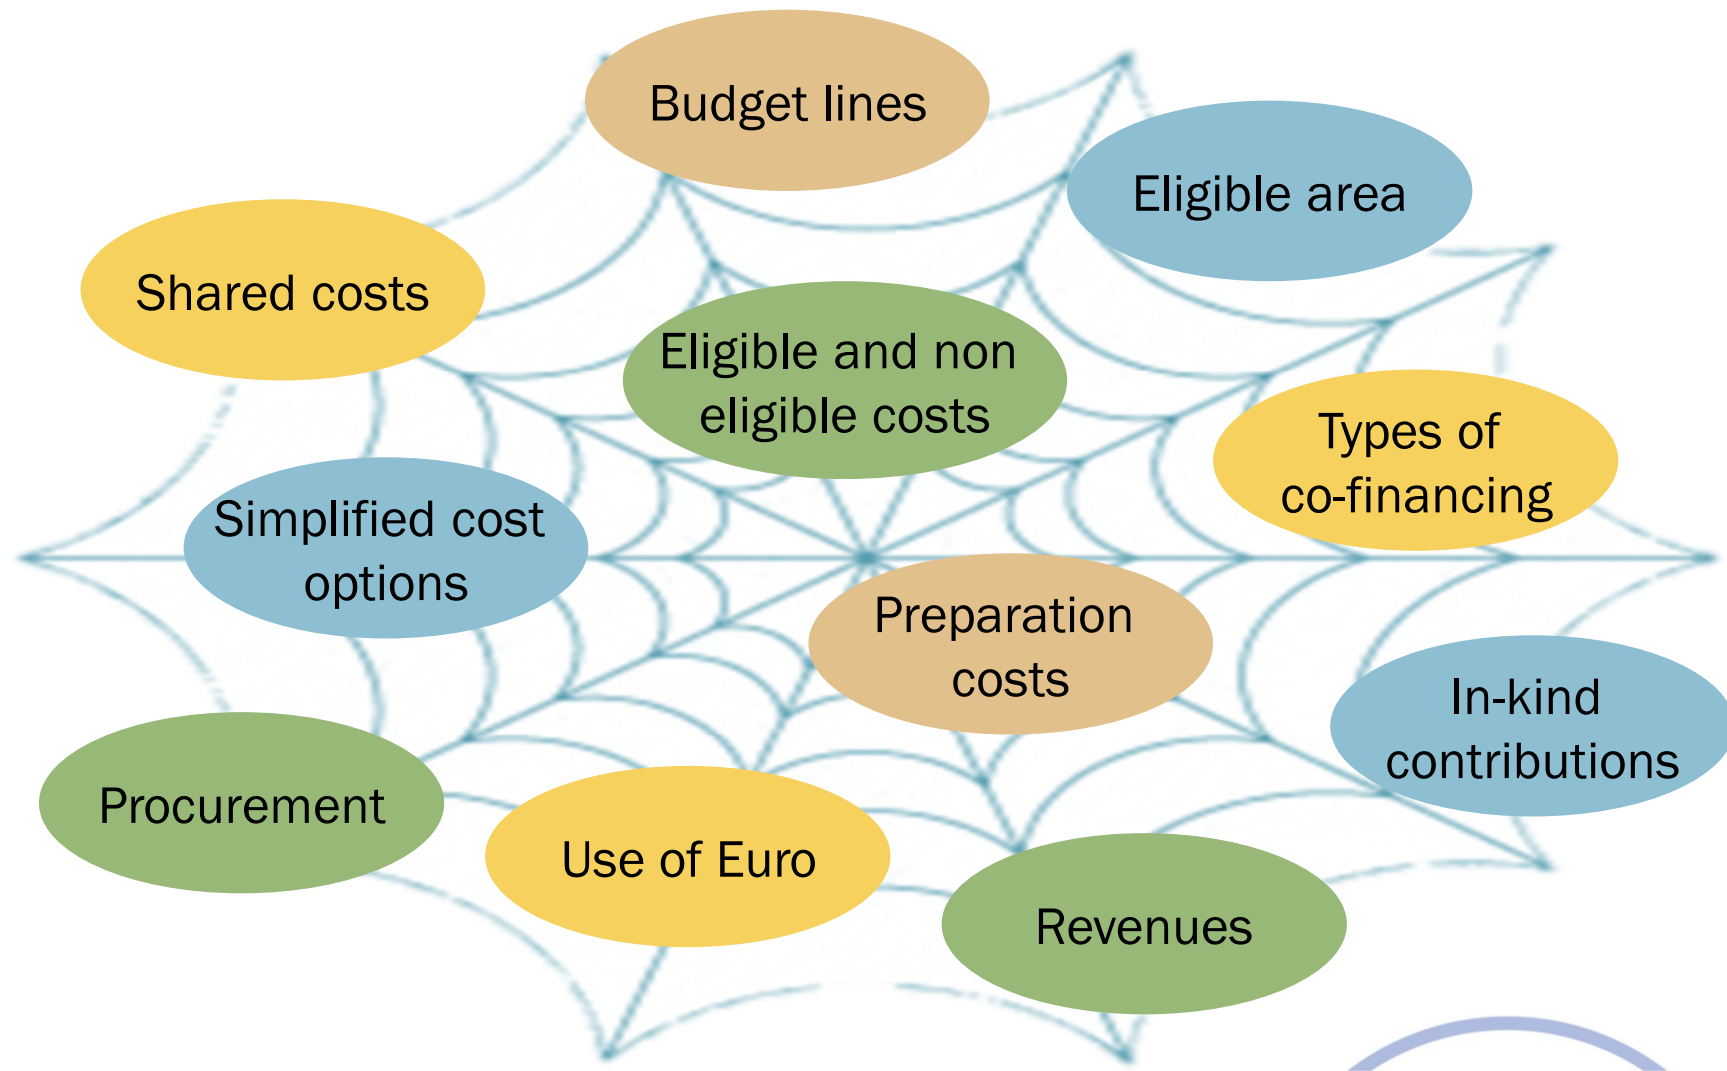 Budget lines
Eligible area
Shared costs
Eligible and non
eligible costs
Types of
co-financing
Simplified cost
options
Preparation
costs
In-kind
contributions
Procurement
Use of Euro
Revenues